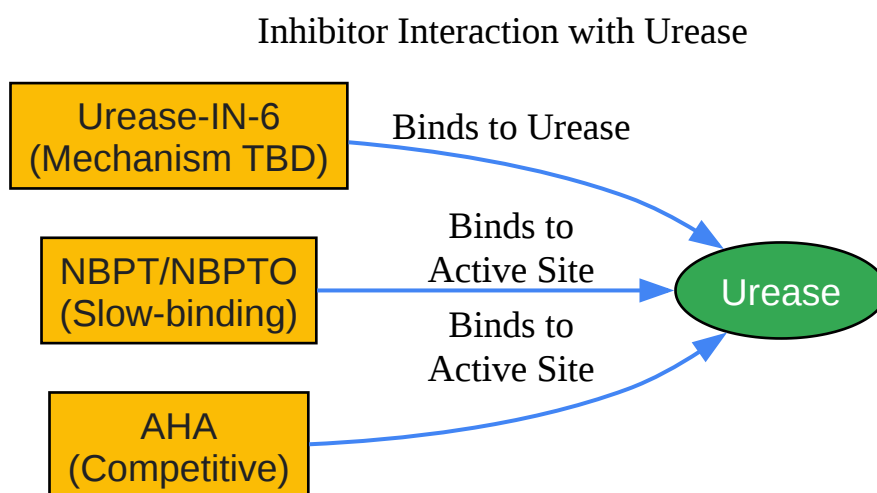 Inhibitor Interaction with Urease
Urease-IN-6
(Mechanism TBD)
Binds to Urease
NBPT/NBPTO
(Slow-binding)
Binds to
Active Site
Urease
AHA
(Competitive)
Binds to
Active Site